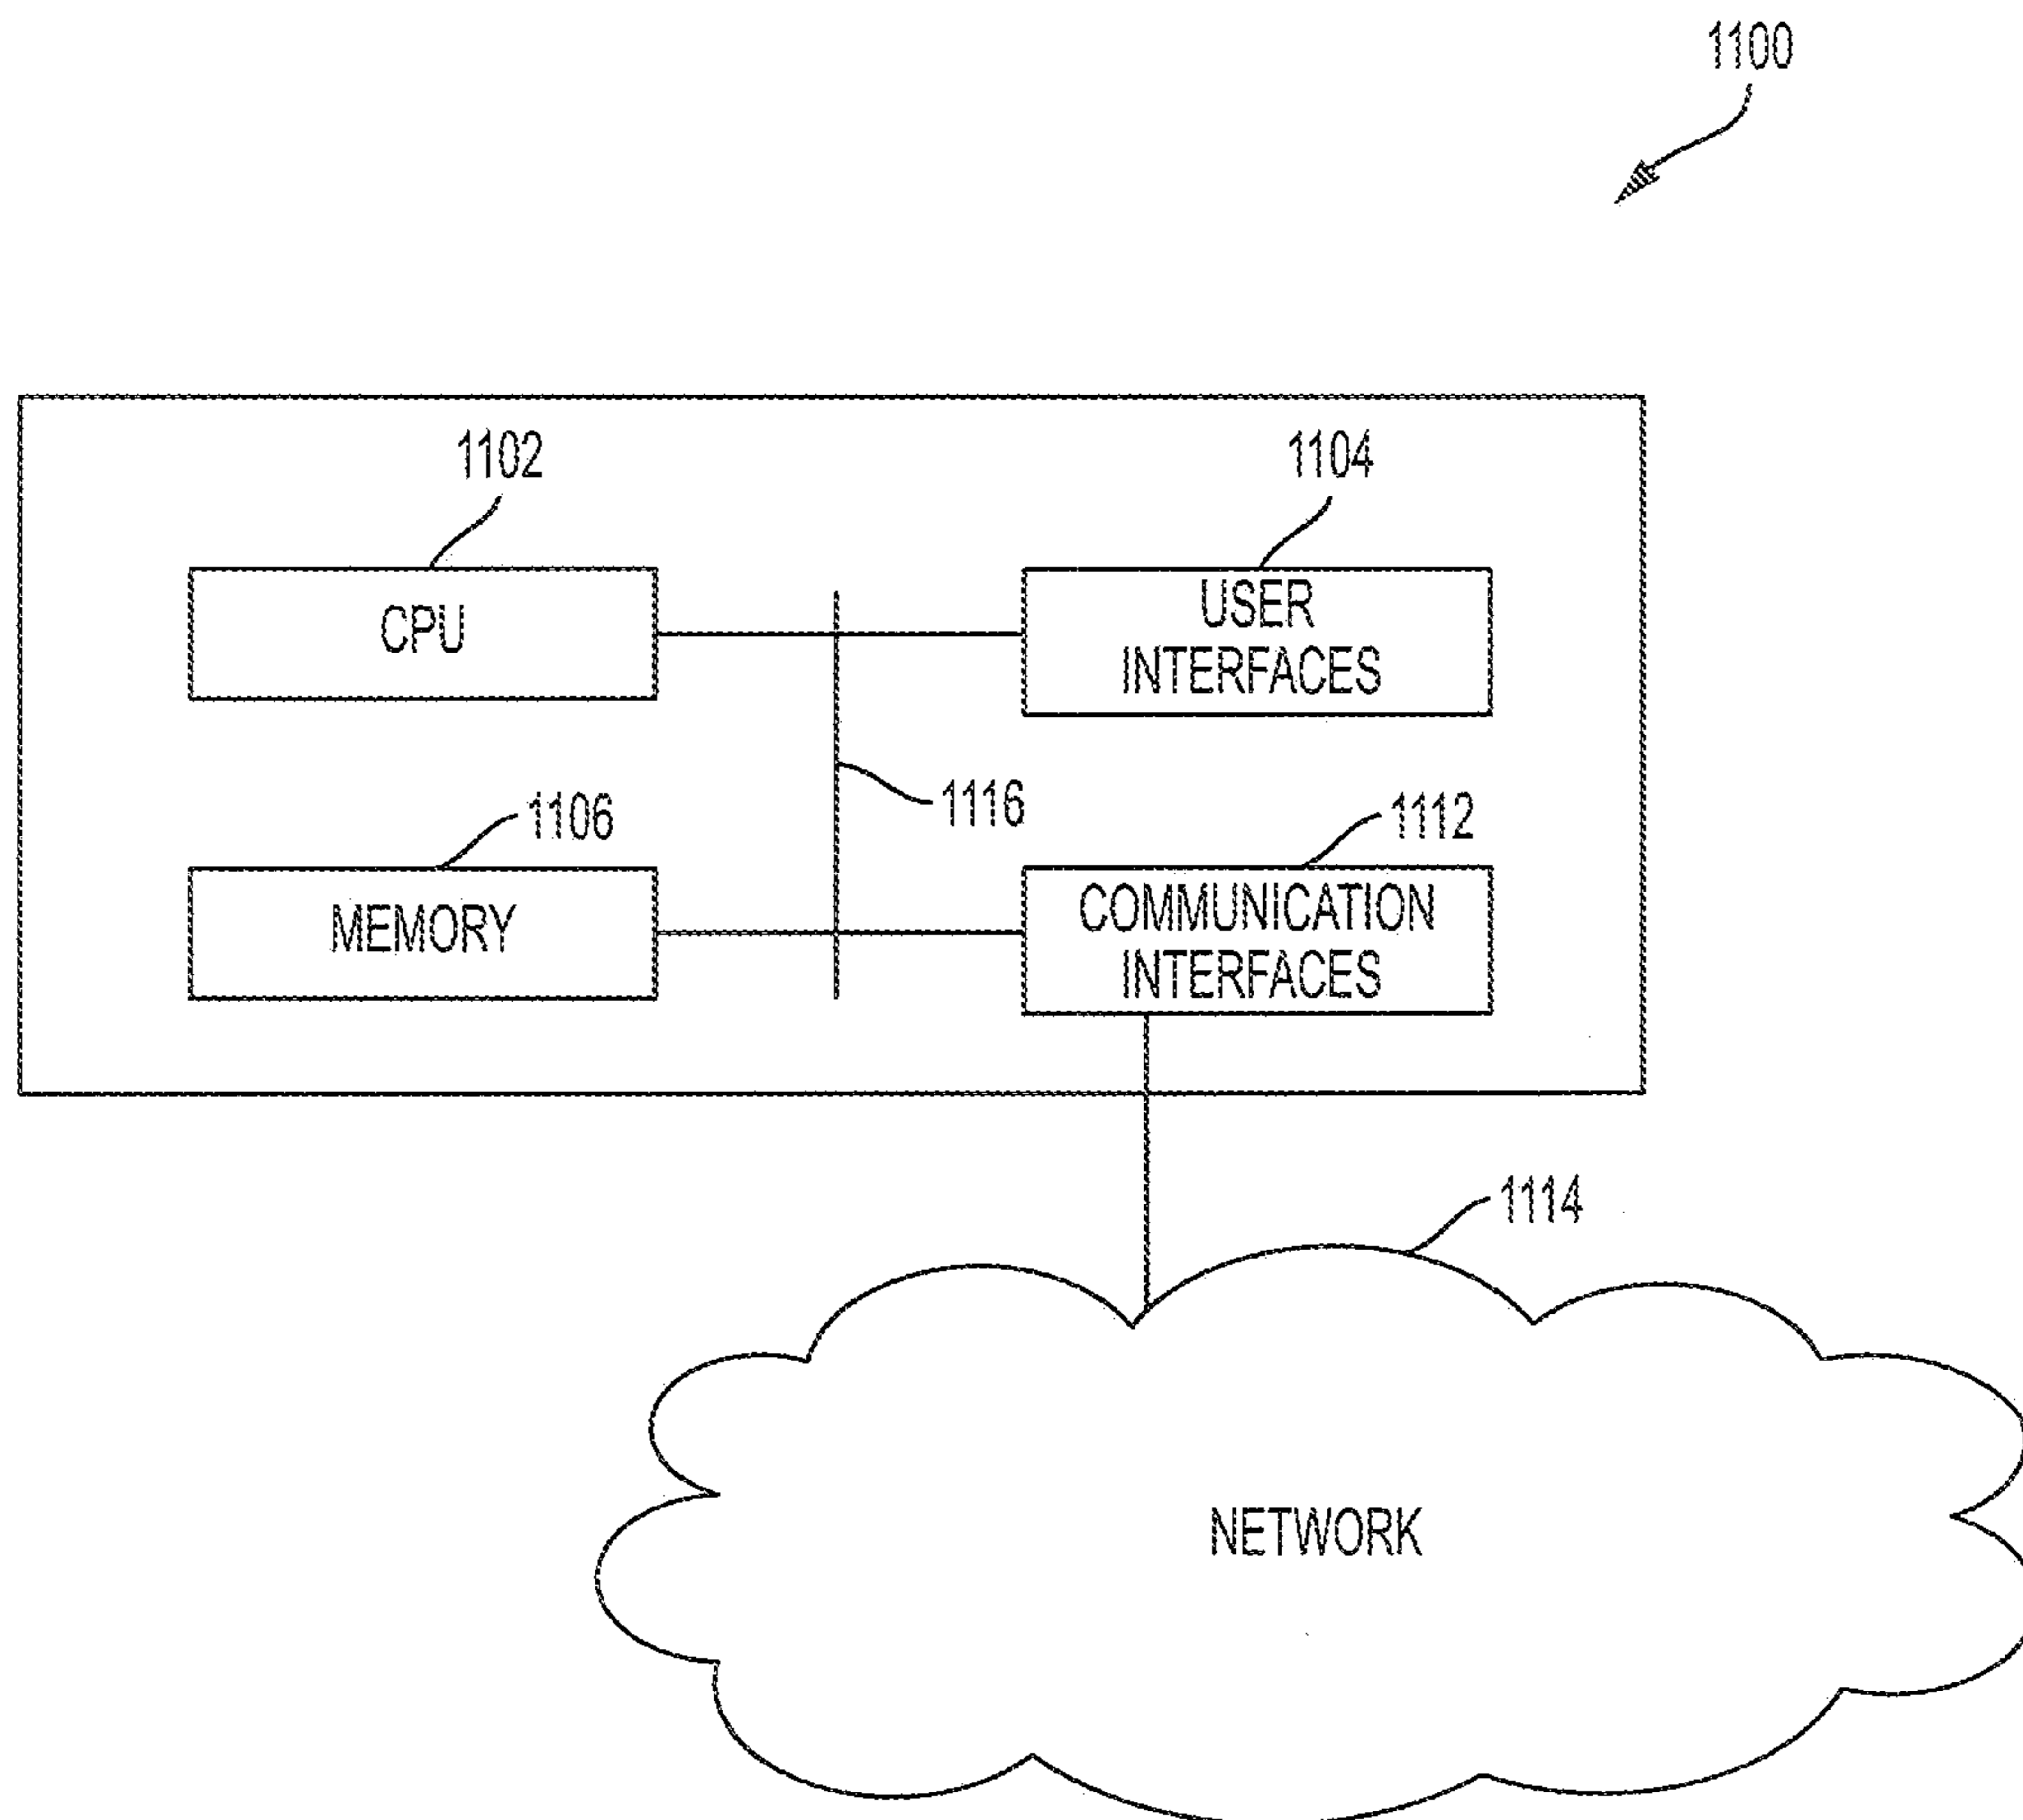 1100
1102
1104
CPU
USER
INTERFACES
1116
1106
1112
MEMORY
COMMUNICATION
INTERFACES
1114
NETWORK